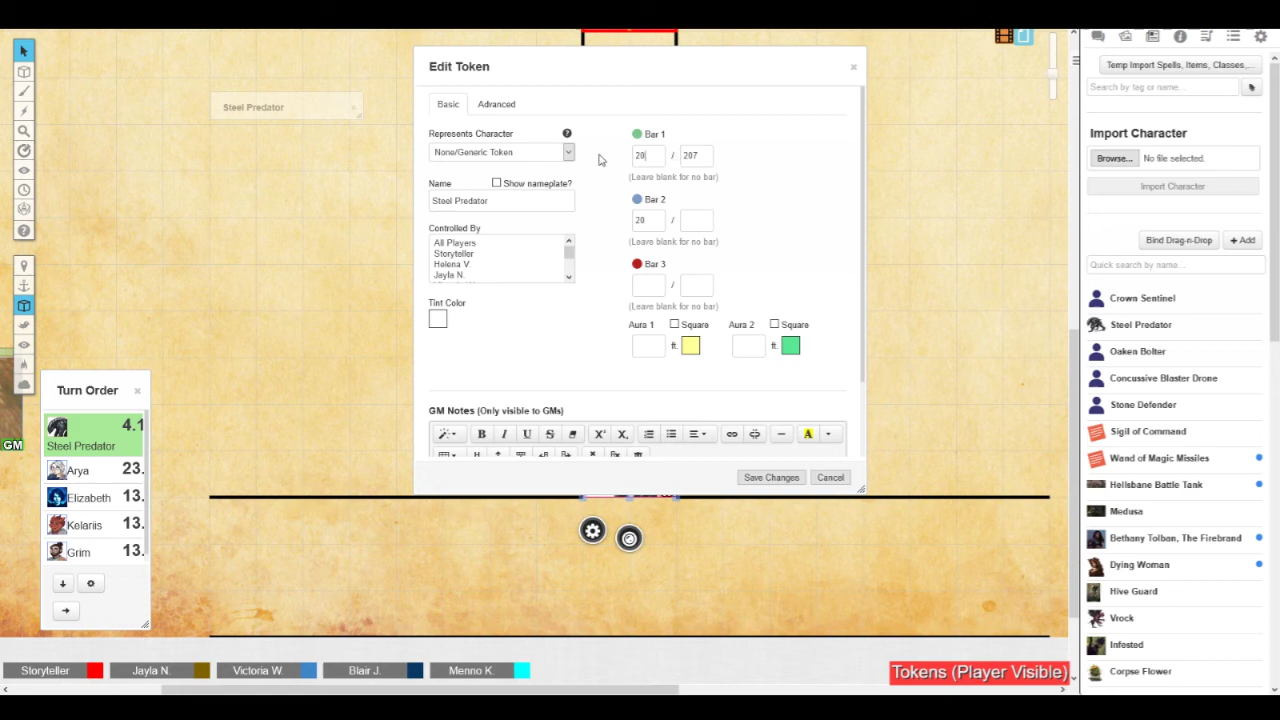 Edit Token
×
Basic Advanced
Represents Character
None/Generic Token
Name Show nameplate?
Steel Predator
Controlled By
All Players
Storyteller
Helena V.
Jayla N.
Tint Color
Bar 1
20 / 207
(Leave blank for no bar)
Bar 2
20 /
(Leave blank for no bar)
Bar 3
/
(Leave blank for no bar)
Aura 1 Square Aura 2 Square
ft. ft.
GM Notes (Only visible to GMs)
B I U S X² X₂ A
Save Changes Cancel
Steel Predator ×
GM
Turn Order ×
4.1
Steel Predator
Arya 23.
Elizabeth 13.
Kelariis 13.
Grim 13.
Storyteller Jayla N. Victoria W. Blair J. Menno K.
Tokens (Player Visible)
Temp Import Spells, Items, Classes,...
Search by tag or name...
Import Character
Browse... No file selected.
Import Character
Bind Drag-n-Drop + Add
Quick search by name...
Crown Sentinel
Steel Predator
Oaken Bolter
Concussive Blaster Drone
Stone Defender
Sigil of Command
Wand of Magic Missiles
Hellsbane Battle Tank
Medusa
Bethany Tolban, The Firebrand
Dying Woman
Hive Guard
Vrock
Infested
Corpse Flower